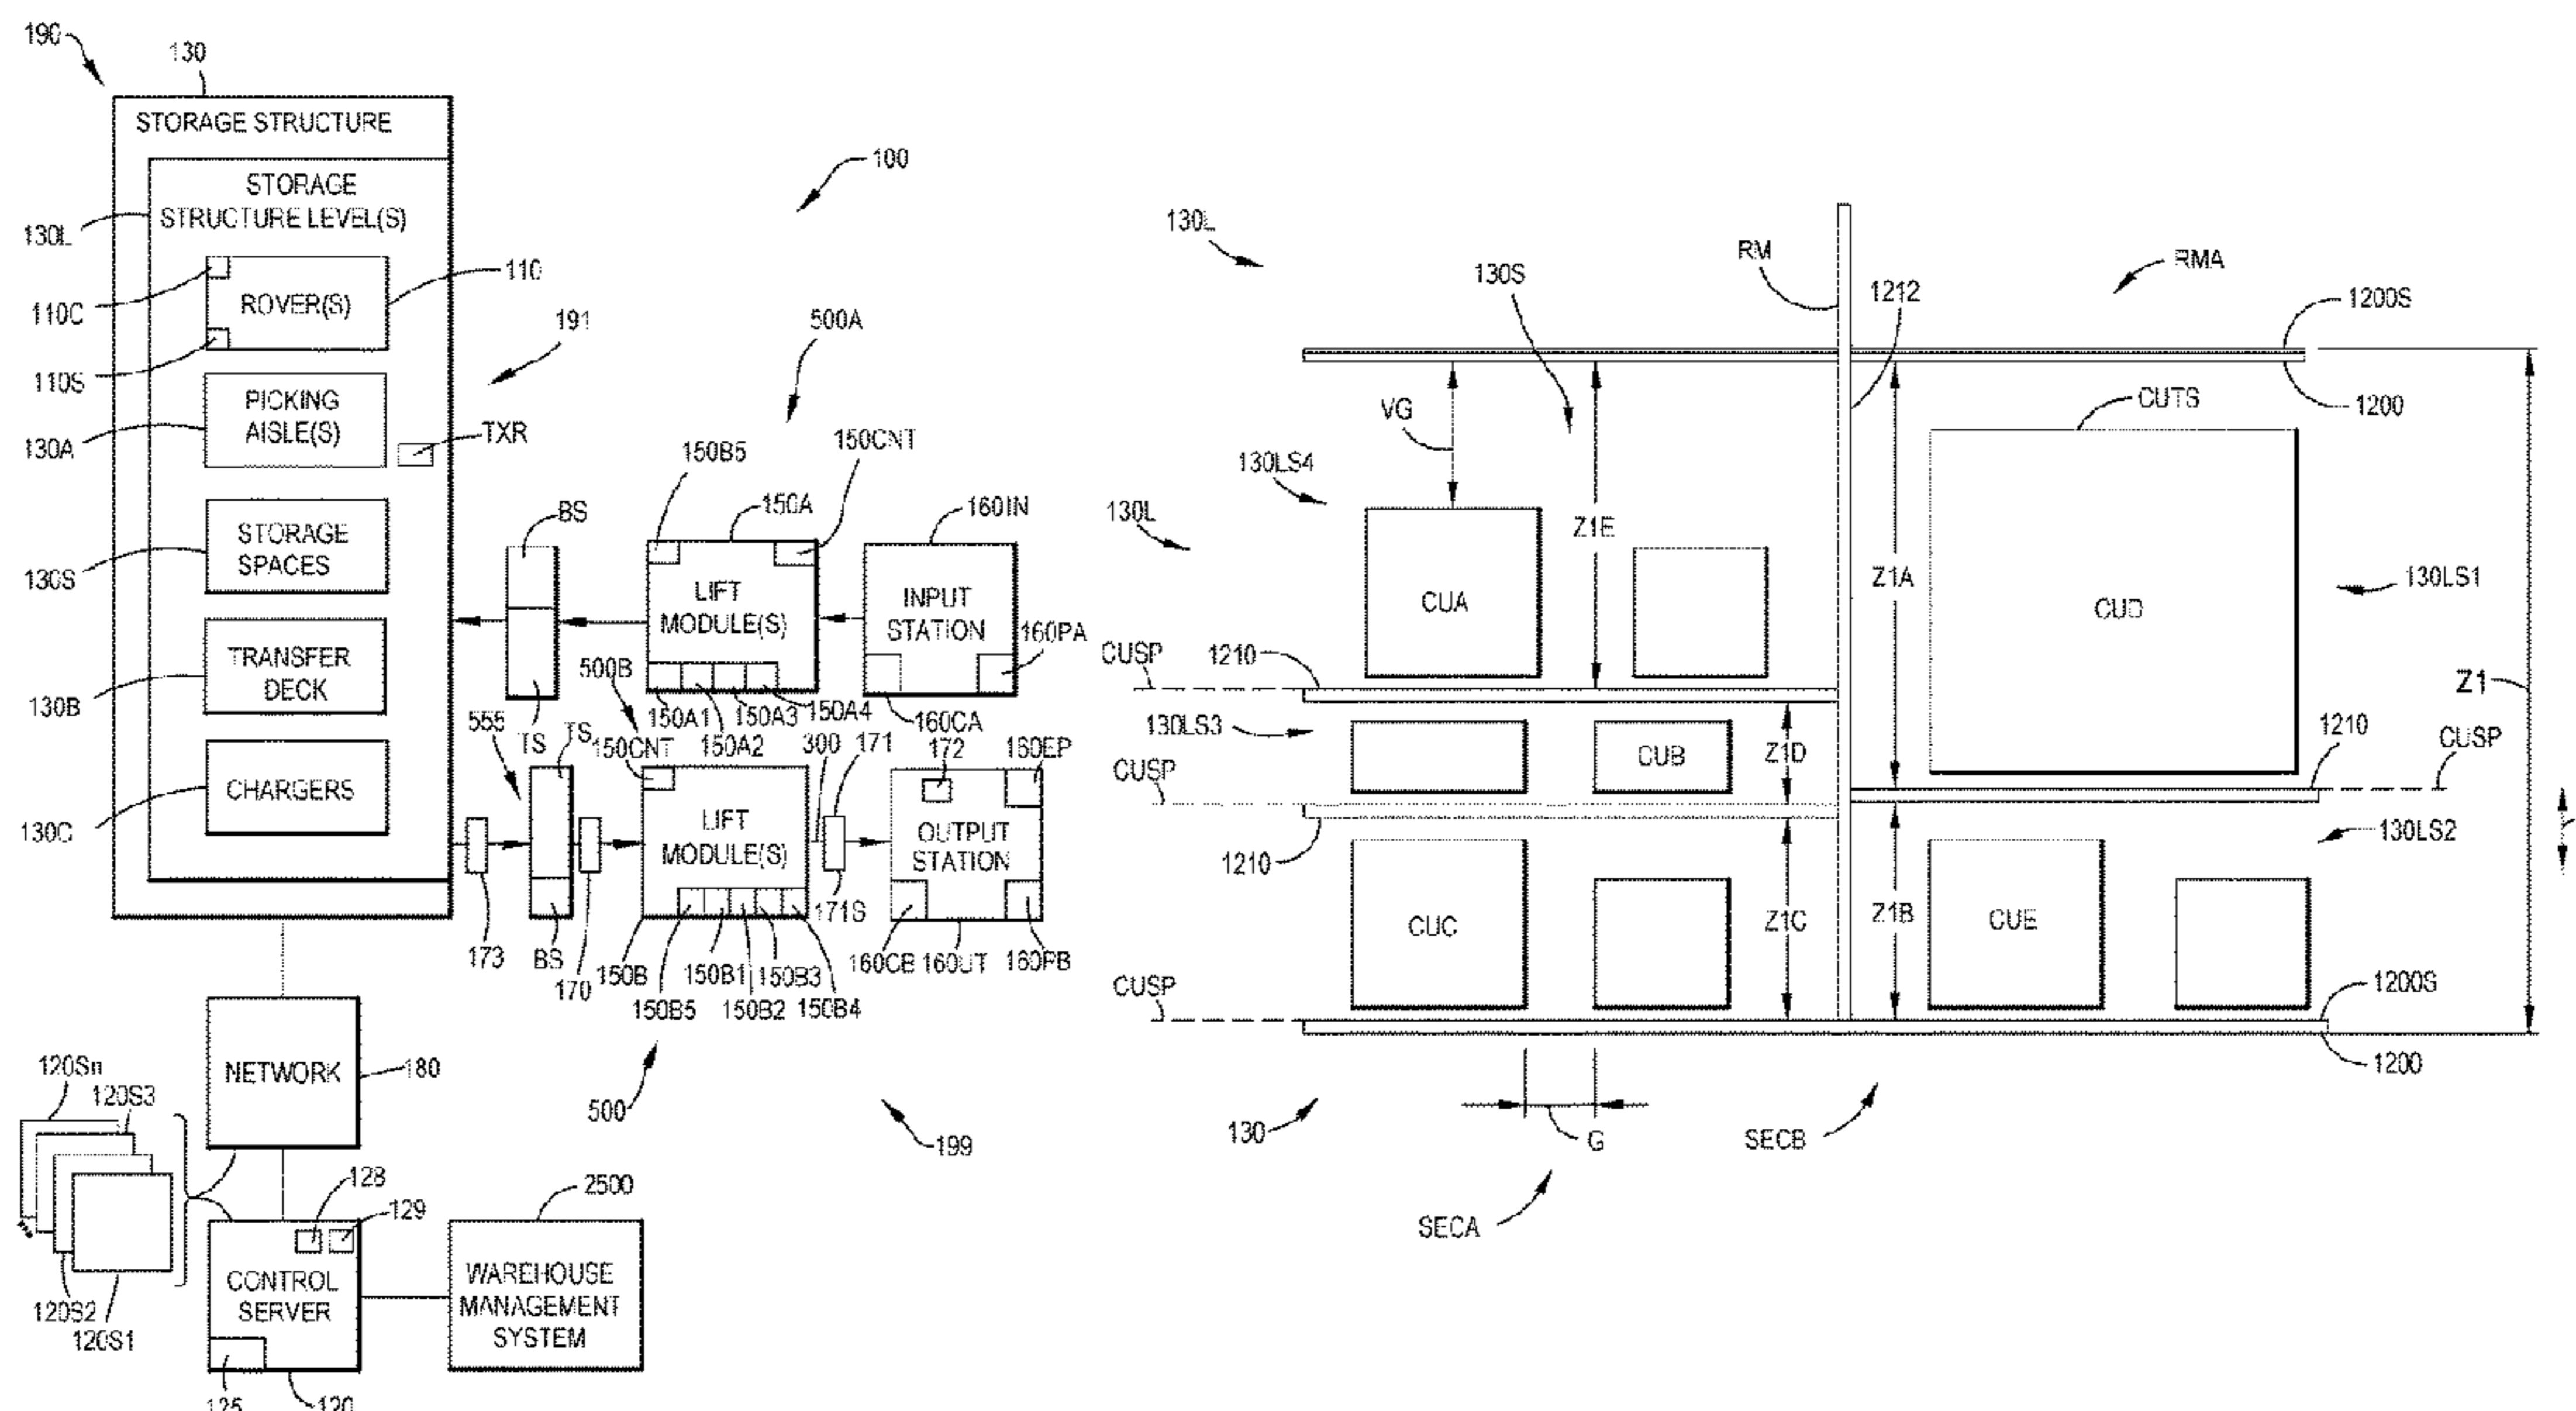 190
130
STORAGE STRUCTURE
STORAGE
STRUCTURE LEVEL(S)
130L
110C
ROVER(S)
110
110S
191
PICKING
AISLE(S)
130A
TXR
STORAGE
SPACES
130S
TRANSFER
DECK
130B
CHARGERS
130C
100
500A
150B5
150CNT
BS
150A
160IN
LIFT
MODULE(S)
INPUT
STATION
160PA
500B
150A1
150A3
150A4
160CA
TS
150A2
555
TS
150CNT
300
171
172
160EP
LIFT
MODULE(S)
OUTPUT
STATION
171S
173
BS
170
150B
150B1
150B3
160CB
160UT
160PB
150B5
150B2
150B4
500
199
NETWORK
180
120Sn
120S3
128
129
2500
CONTROL
SERVER
WAREHOUSE
MANAGEMENT
SYSTEM
120S2
120S1
125
120
130L
RM
RMA
130S
1212
1200S
VG
CUTS
1200
130LS4
130L
Z1E
Z1A
130LS1
CUA
CUD
CUSP
1210
Z1
130LS3
1210
CUSP
CUB
Z1D
CUSP
1210
130LS2
CUC
Z1C
Z1B
CUE
CUSP
1200S
1200
130
G
SECB
SECA